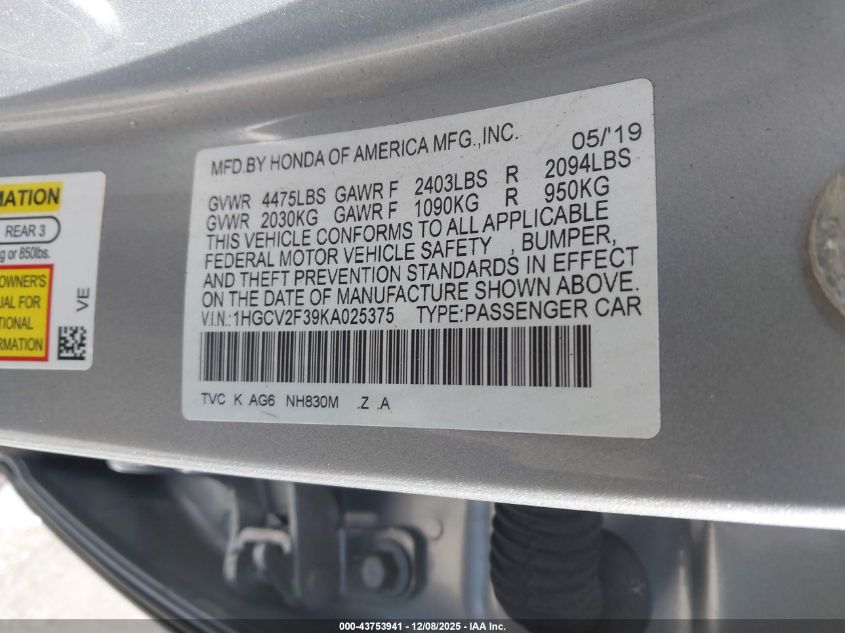 MFD.BY HONDA OF AMERICA MFG.,INC. 05/'19
GVWR 4475LBS GAWR F 2403LBS R 2094LBS
GVWR 2030KG GAWR F 1090KG R 950KG
THIS VEHICLE CONFORMS TO ALL APPLICABLE
FEDERAL MOTOR VEHICLE SAFETY , BUMPER,
AND THEFT PREVENTION STANDARDS IN EFFECT
ON THE DATE OF MANUFACTURE SHOWN ABOVE.
V.I.N.:1HGCV2F39KA025375 TYPE:PASSENGER CAR
TVC K AG6 NH830M .Z .A
MATION
REAR 3
g or 850lbs.
OWNER'S
UAL FOR
TIONAL
RMATION
VE
000-43753941 - 12/08/2025 - IAA Inc.